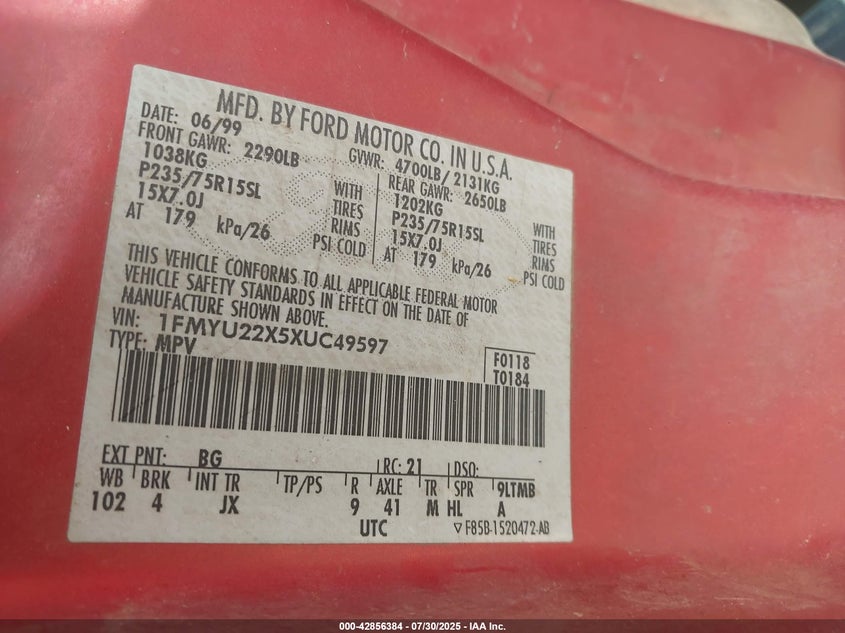 MFD. BY FORD MOTOR CO. IN U.S.A.
DATE: 06/99 GVWR: 4700LB/ 2131KG
FRONT GAWR: 2290LB REAR GAWR: 2650LB
1038KG WITH 1202KG WITH
P235/75R15SL TIRES P235/75R15SL TIRES
15X7.0J RIMS 15X7.0J RIMS
AT 179 kPa/26 PSI COLD AT 179 kPa/26 PSI COLD
THIS VEHICLE CONFORMS TO ALL APPLICABLE FEDERAL MOTOR
VEHICLE SAFETY STANDARDS IN EFFECT ON THE DATE OF
MANUFACTURE SHOWN ABOVE.
VIN: 1FMYU22X5XUC49597
TYPE: MPV F0118
T0184
EXT PNT: BG RC: 21 DSO:
WB BRK INT TR TP/PS R AXLE TR SPR 9LTMB
102 4 JX 9 41 M HL A
UTC ▽F85B-1520472-AB
000-42856384 - 07/30/2025 - IAA Inc.